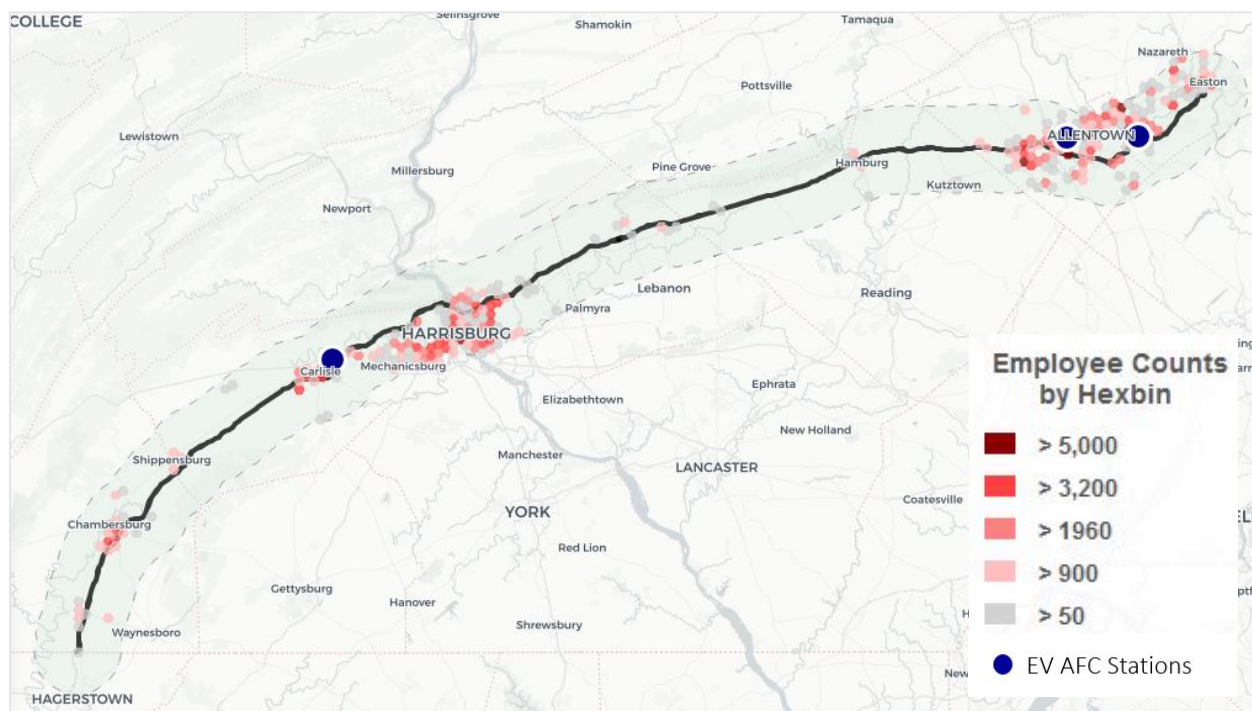 COLLEGE
Selinsgrove
Shamokin
Tamaqua
Nazareth
Easton
Pottsville
Lewistown
ALLENTOWN
Pine Grove
Hamburg
Millersburg
Kutztown
Newport
Lebanon
Reading
Palmyra
HARRISBURG
Mechanicsburg
Carlisle
Ephrata
Elizabethtown
New Holland
Manchester
LANCASTER
Shippensburg
Coatesville
YORK
Chambersburg
Red Lion
Gettysburg
Hanover
Shrewsbury
Waynesboro
HAGERSTOWN
Employee Counts
by Hexbin
> 5,000
> 3,200
> 1960
> 900
> 50
EV AFC Stations